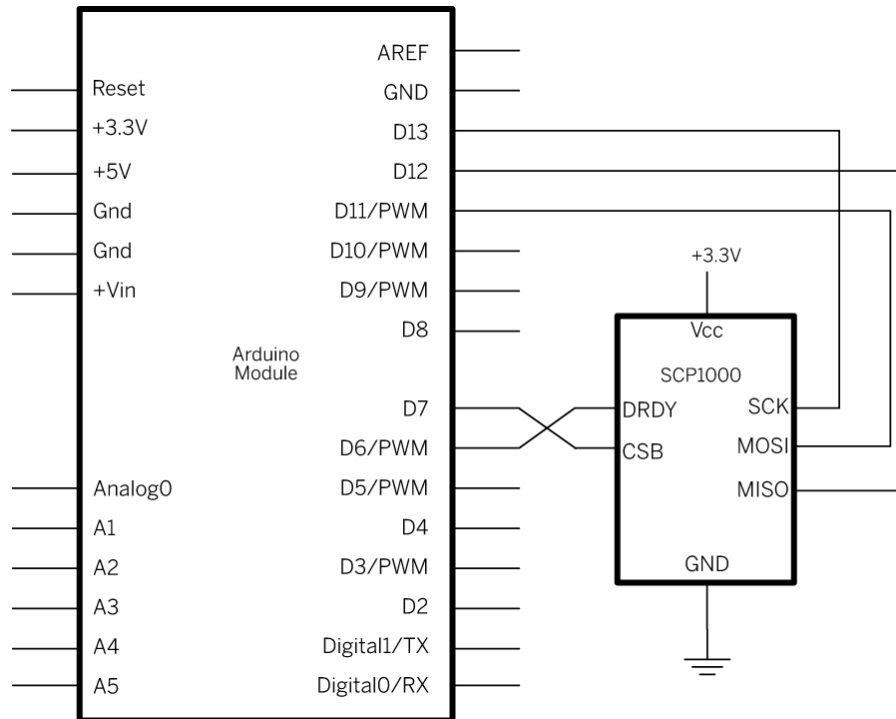 Reset
+3.3V
+5V
Gnd
Gnd
+Vin
Analog0
A1
A2
A3
A4
A5
Arduino
Module
AREF
GND
D13
D12
D11/PWM
D10/PWM
D9/PWM
D8
D7
D6/PWM
D5/PWM
D4
D3/PWM
D2
Digital1/TX
Digital0/RX
+3.3V
Vcc
SCP1000
DRDY
CSB
SCK
MOSI
MISO
GND